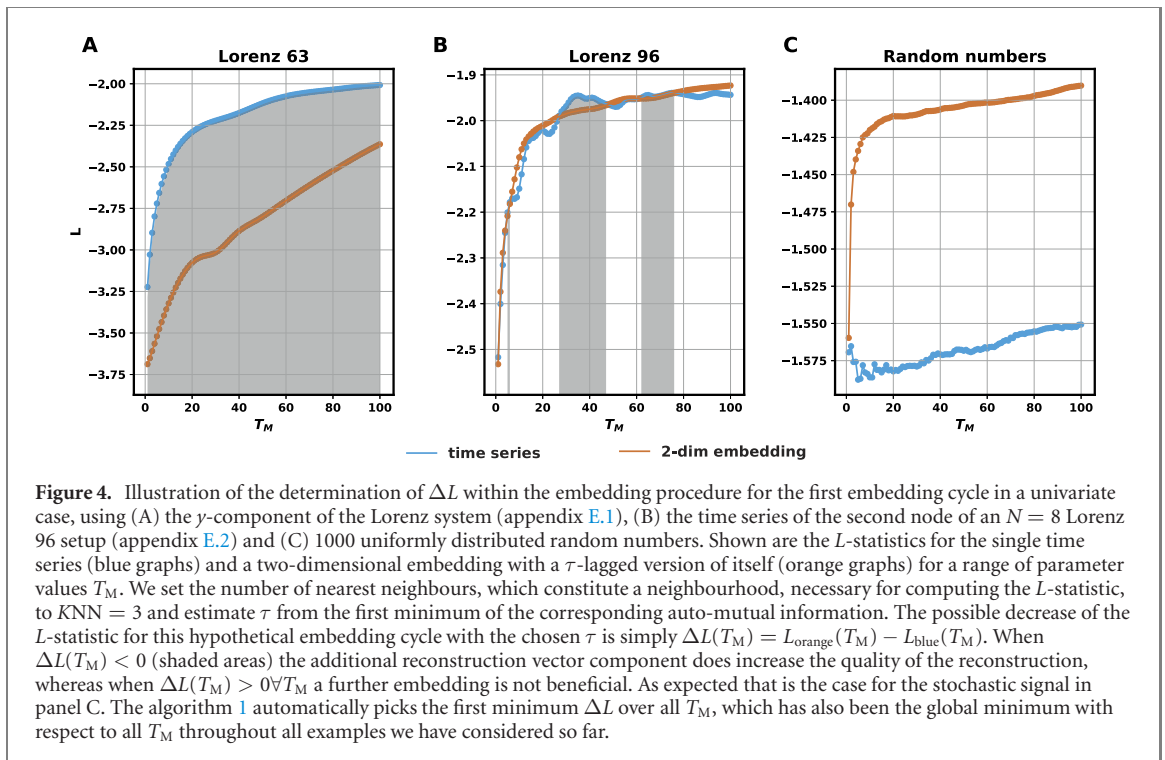 A
Lorenz 63
B
Lorenz 96
C
Random numbers
−2.00
−2.25
−2.50
−2.75
−3.00
−3.25
−3.50
−3.75
L
0 20 40 60 80 100
T_M
−1.9
−2.0
−2.1
−2.2
−2.3
−2.4
−2.5
0 20 40 60 80 100
T_M
−1.400
−1.425
−1.450
−1.475
−1.500
−1.525
−1.550
−1.575
0 20 40 60 80 100
T_M
time series 2-dim embedding
Figure 4. Illustration of the determination of ΔL within the embedding procedure for the first embedding cycle in a univariate
case, using (A) the y-component of the Lorenz system (appendix E.1), (B) the time series of the second node of an N = 8 Lorenz
96 setup (appendix E.2) and (C) 1000 uniformly distributed random numbers. Shown are the L-statistics for the single time
series (blue graphs) and a two-dimensional embedding with a τ-lagged version of itself (orange graphs) for a range of parameter
values T_M. We set the number of nearest neighbours, which constitute a neighbourhood, necessary for computing the L-statistic,
to KNN = 3 and estimate τ from the first minimum of the corresponding auto-mutual information. The possible decrease of the
L-statistic for this hypothetical embedding cycle with the chosen τ is simply ΔL(T_M) = L_orange(T_M) − L_blue(T_M). When
ΔL(T_M) < 0 (shaded areas) the additional reconstruction vector component does increase the quality of the reconstruction,
whereas when ΔL(T_M) > 0∀T_M a further embedding is not beneficial. As expected that is the case for the stochastic signal in
panel C. The algorithm 1 automatically picks the first minimum ΔL over all T_M, which has also been the global minimum with
respect to all T_M throughout all examples we have considered so far.